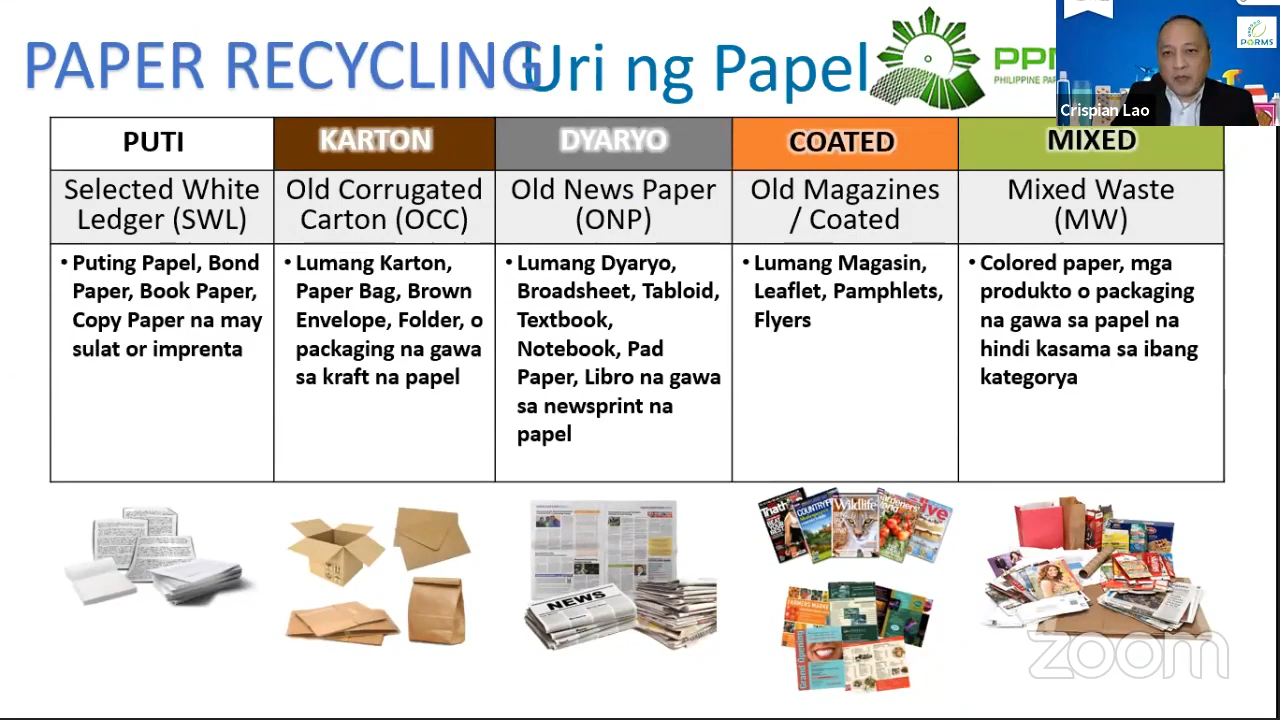 PAPER RECYCLING Uri ng Papel
PHILIPPINE
PORMS
Crispian Lao
PUTI
KARTON
DYARYO
COATED
MIXED
Selected White
Ledger (SWL)
Old Corrugated
Carton (OCC)
Old News Paper
(ONP)
Old Magazines
/ Coated
Mixed Waste
(MW)
• Puting Papel, Bond
Paper, Book Paper,
Copy Paper na may
sulat or imprenta
• Lumang Karton,
Paper Bag, Brown
Envelope, Folder, o
packaging na gawa
sa kraft na papel
• Lumang Dyaryo,
Broadsheet, Tabloid,
Textbook,
Notebook, Pad
Paper, Libro na gawa
sa newsprint na
papel
• Lumang Magasin,
Leaflet, Pamphlets,
Flyers
• Colored paper, mga
produkto o packaging
na gawa sa papel na
hindi kasama sa ibang
kategorya
NEWS
Wildlife
FARMERS MARKET
Grand Opening
zoom